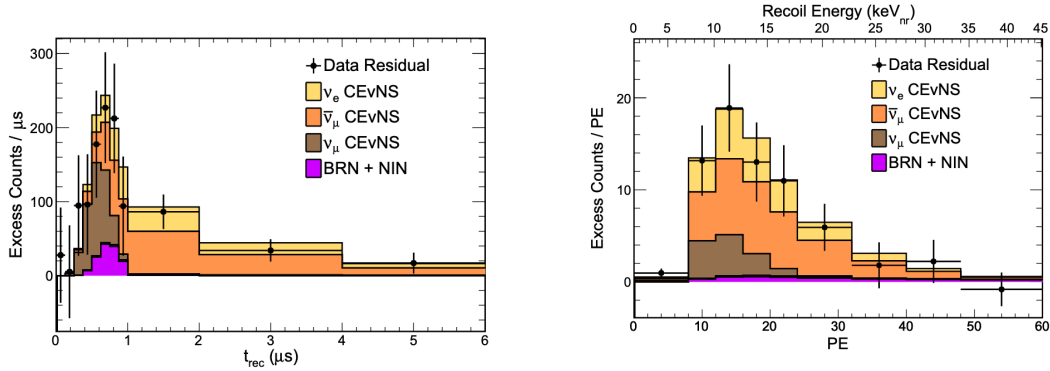 Recoil Energy (keVnr)
0 5 10 15 20 25 30 35 40 45
300
200
100
0
Excess Counts / μs
Data Residual
νe CEvNS
ν̅μ CEvNS
νμ CEvNS
BRN + NIN
0 1 2 3 4 5 6
trec (μs)
20
10
0
Excess Counts / PE
Data Residual
νe CEvNS
ν̅μ CEvNS
νμ CEvNS
BRN + NIN
0 10 20 30 40 50 60
PE